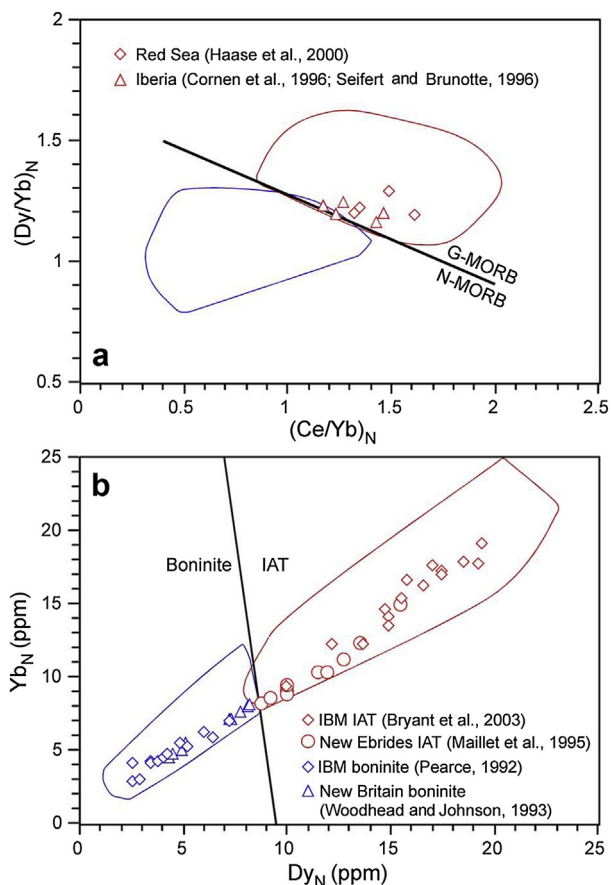 2
Red Sea (Haase et al., 2000)
Iberia (Cornen et al., 1996; Seifert and Brunotte, 1996)
1.5
(Dy/Yb)N
1
G-MORB
N-MORB
a
0.5
0 0.5 1 1.5 2 2.5
(Ce/Yb)N
25
b
20
Boninite IAT
15
YbN (ppm)
10
IBM IAT (Bryant et al., 2003)
New Ebrides IAT (Maillet et al., 1995)
5
IBM boninite (Pearce, 1992)
New Britain boninite
(Woodhead and Johnson, 1993)
0
0 5 10 15 20 25
DyN (ppm)